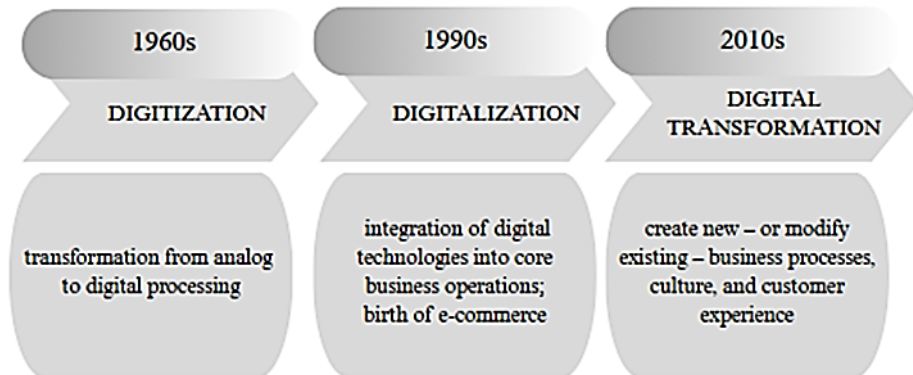 1960s
DIGITIZATION
transformation from analog
to digital processing
1990s
DIGITALIZATION
integration of digital
technologies into core
business operations;
birth of e-commerce
2010s
DIGITAL
TRANSFORMATION
create new – or modify
existing – business processes,
culture, and customer
experience